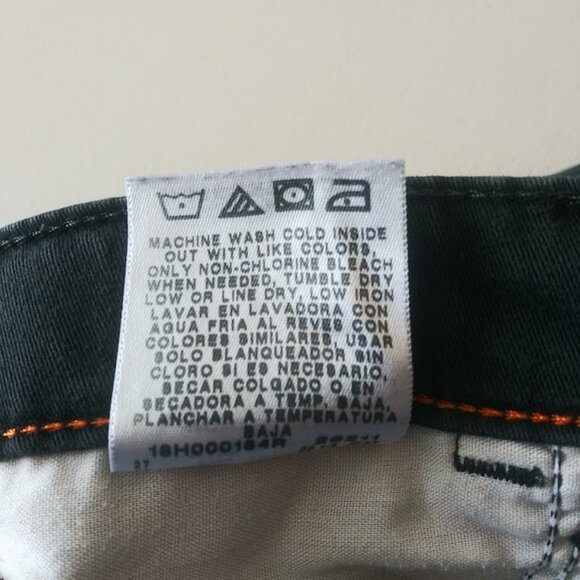 MACHINE WASH COLD INSIDE
OUT WITH LIKE COLORS,
ONLY NON-CHLORINE BLEACH
WHEN NEEDED, TUMBLE DRY
LOW OR LINE DRY, LOW IRON
LAVAR EN LAVADORA CON
AGUA FRIA AL REVES CON
COLORES SIMILARES, USAR
SOLO BLANQUEADOR SIN
CLORO SI ES NECESARIO,
SECAR COLGADO O EN
SECADORA A TEMP. BAJA,
PLANCHAR A TEMPERATURA
BAJA
18H000184R